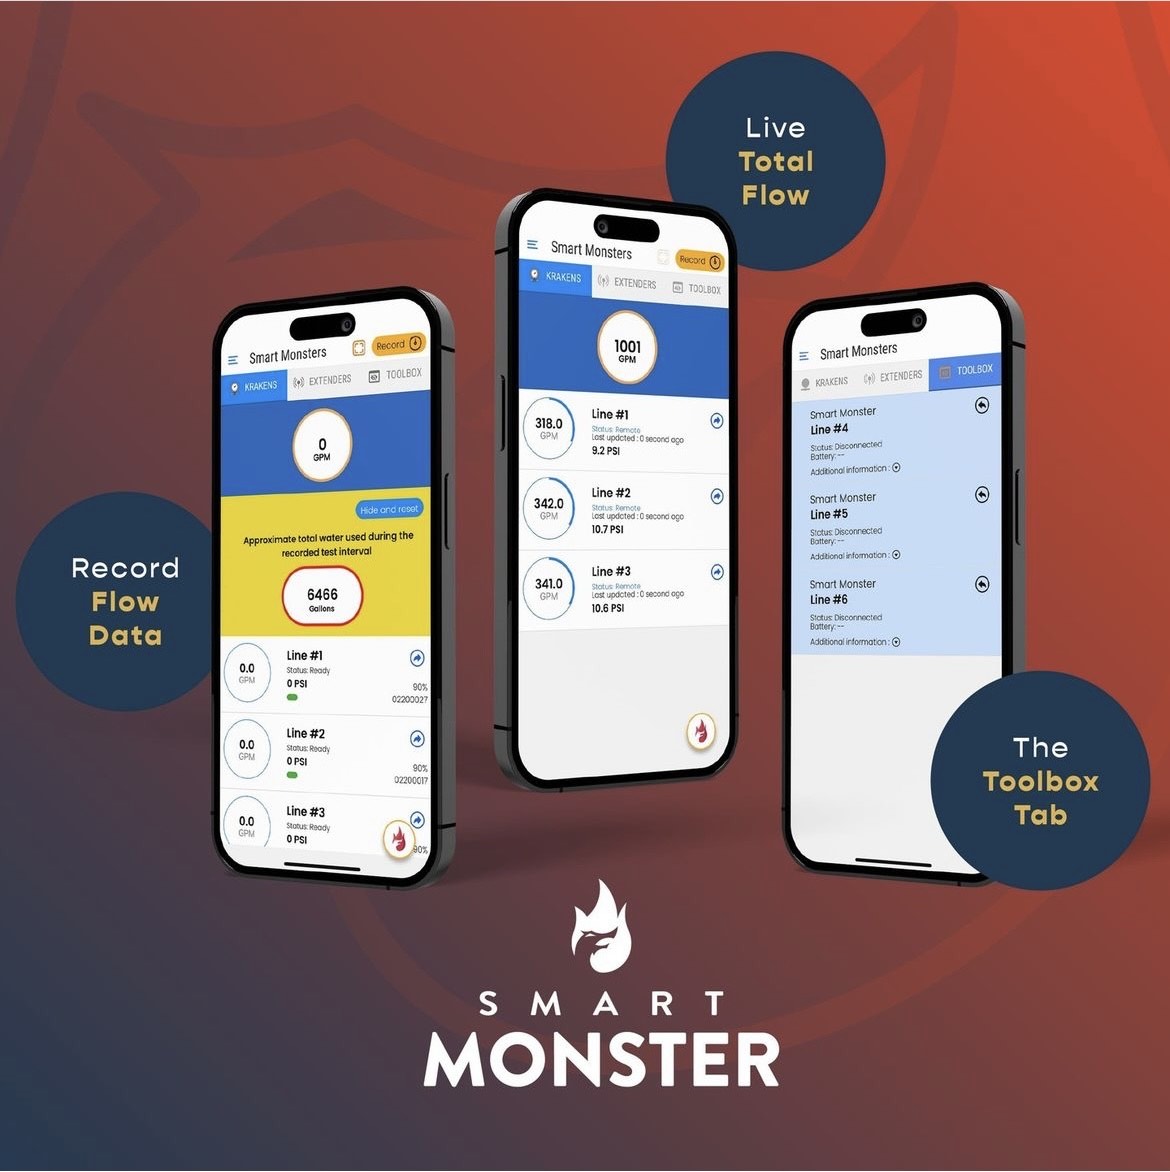 Live
Total
Flow
Smart Monsters
Record
KRAKENS
EXTENDERS
TOOLBOX
1001
GPM
318.0
GPM
Line #1
Status: Remote
Last updated : 0 second ago
9.2 PSI
342.0
GPM
Line #2
Status: Remote
Last updated : 0 second ago
10.7 PSI
341.0
GPM
Line #3
Status: Remote
Last updated : 0 second ago
10.6 PSI
Smart Monsters
Record
KRAKENS
EXTENDERS
TOOLBOX
0
GPM
Hide and reset
Approximate total water used during the
recorded test interval
6466
Gallons
0.0
GPM
Line #1
Status: Ready
0 PSI
90%
02200027
0.0
GPM
Line #2
Status: Ready
0 PSI
90%
02200017
0.0
GPM
Line #3
Status: Ready
0 PSI
90%
Record
Flow
Data
Smart Monsters
KRAKENS
EXTENDERS
TOOLBOX
Smart Monster
Line #4
Status: Disconnected
Battery: --
Additional information :
Smart Monster
Line #5
Status: Disconnected
Battery: --
Additional information :
Smart Monster
Line #6
Status: Disconnected
Battery: --
Additional information :
The
Toolbox
Tab
SMART
MONSTER